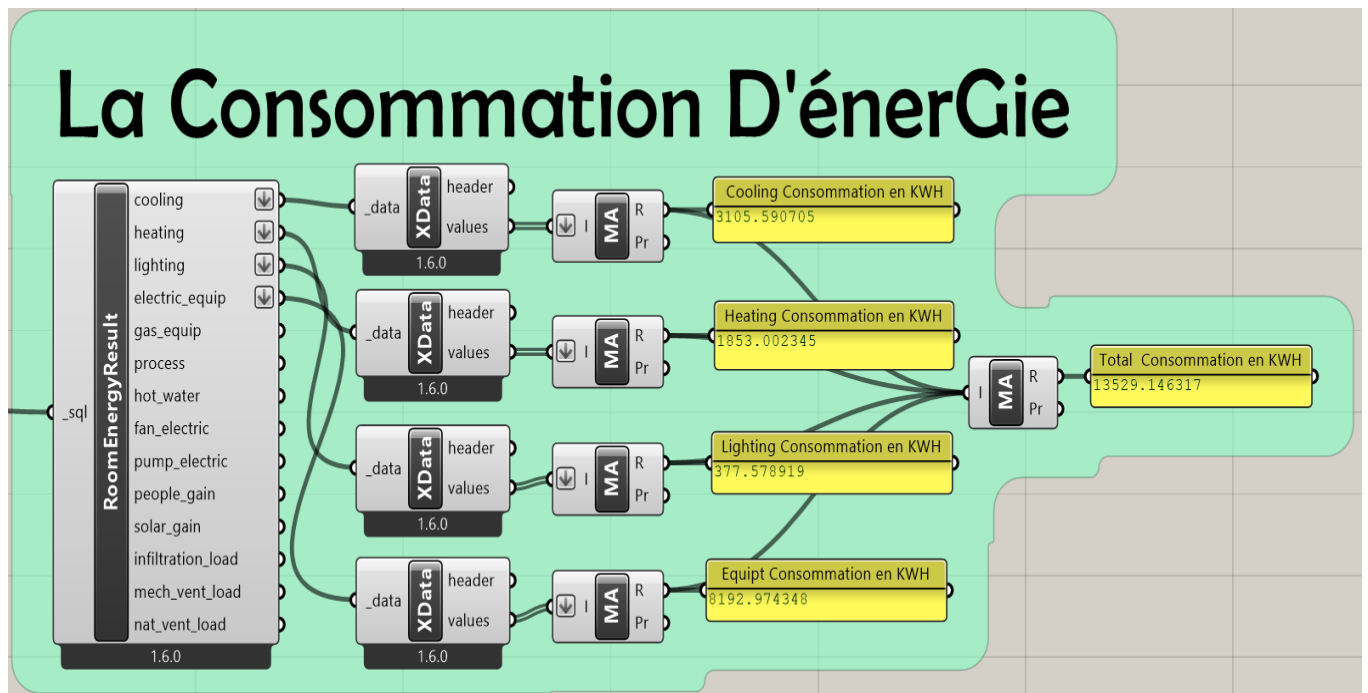 La Consommation D'énerGie
RoomEnergyResult
_sql
cooling
heating
lighting
electric_equip
gas_equip
process
hot_water
fan_electric
pump_electric
people_gain
solar_gain
infiltration_load
mech_vent_load
nat_vent_load
1.6.0
_data
XData
header
values
1.6.0
I
MA
R
Pr
Cooling Consommation en KWH
3105.590705
_data
XData
header
values
1.6.0
I
MA
R
Pr
Heating Consommation en KWH
1853.002345
_data
XData
header
values
1.6.0
I
MA
R
Pr
Lighting Consommation en KWH
377.578919
_data
XData
header
values
1.6.0
I
MA
R
Pr
Equipt Consommation en KWH
8192.974348
I
MA
R
Pr
Total Consommation en KWH
13529.146317